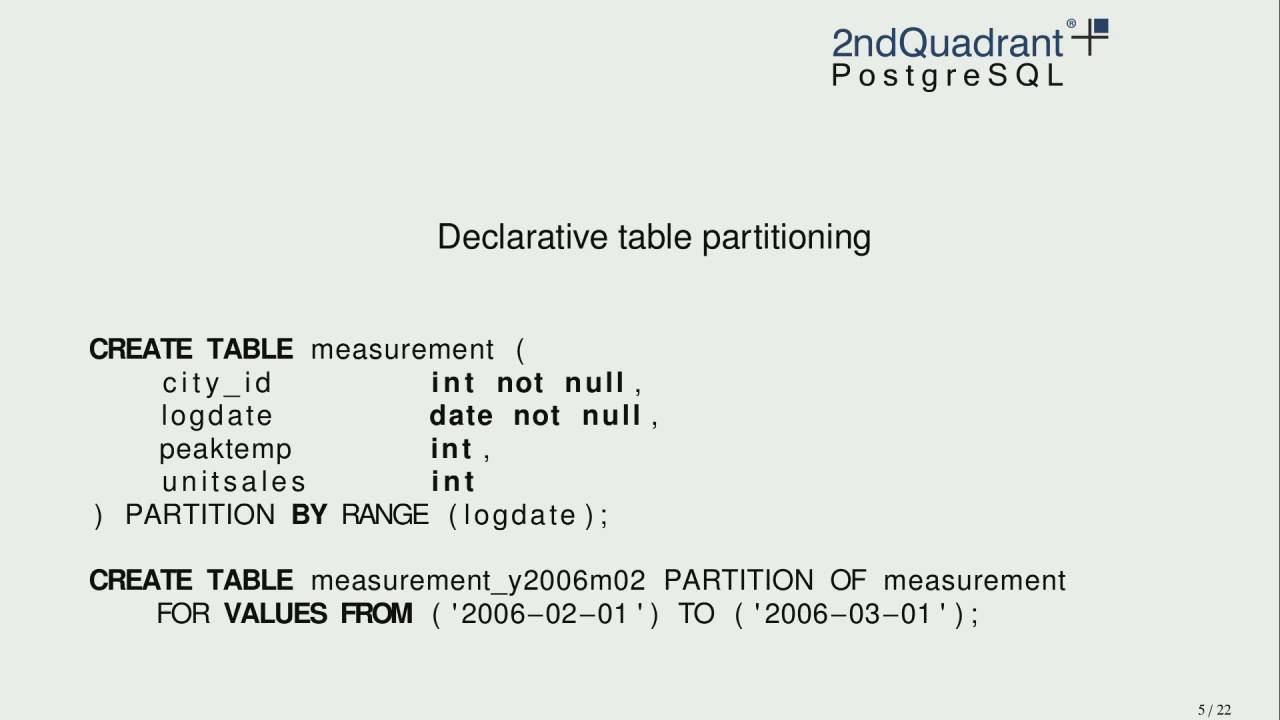 2ndQuadrant®
PostgreSQL
Declarative table partitioning
CREATE TABLE measurement (
    city_id         int not null,
    logdate         date not null,
    peaktemp        int,
    unitsales       int
) PARTITION BY RANGE (logdate);
CREATE TABLE measurement_y2006m02 PARTITION OF measurement
    FOR VALUES FROM ('2006−02−01') TO ('2006−03−01');
5 / 22